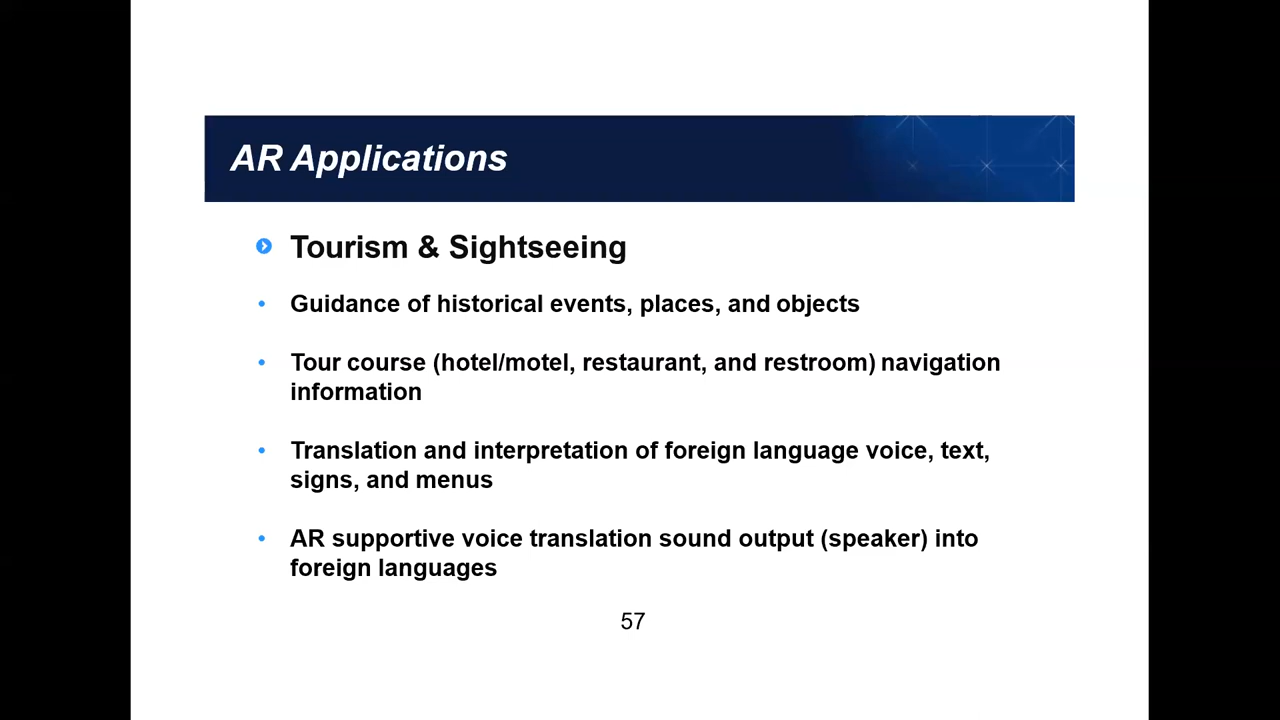 AR Applications
Tourism & Sightseeing
• Guidance of historical events, places, and objects
• Tour course (hotel/motel, restaurant, and restroom) navigation
information
• Translation and interpretation of foreign language voice, text,
signs, and menus
• AR supportive voice translation sound output (speaker) into
foreign languages
57